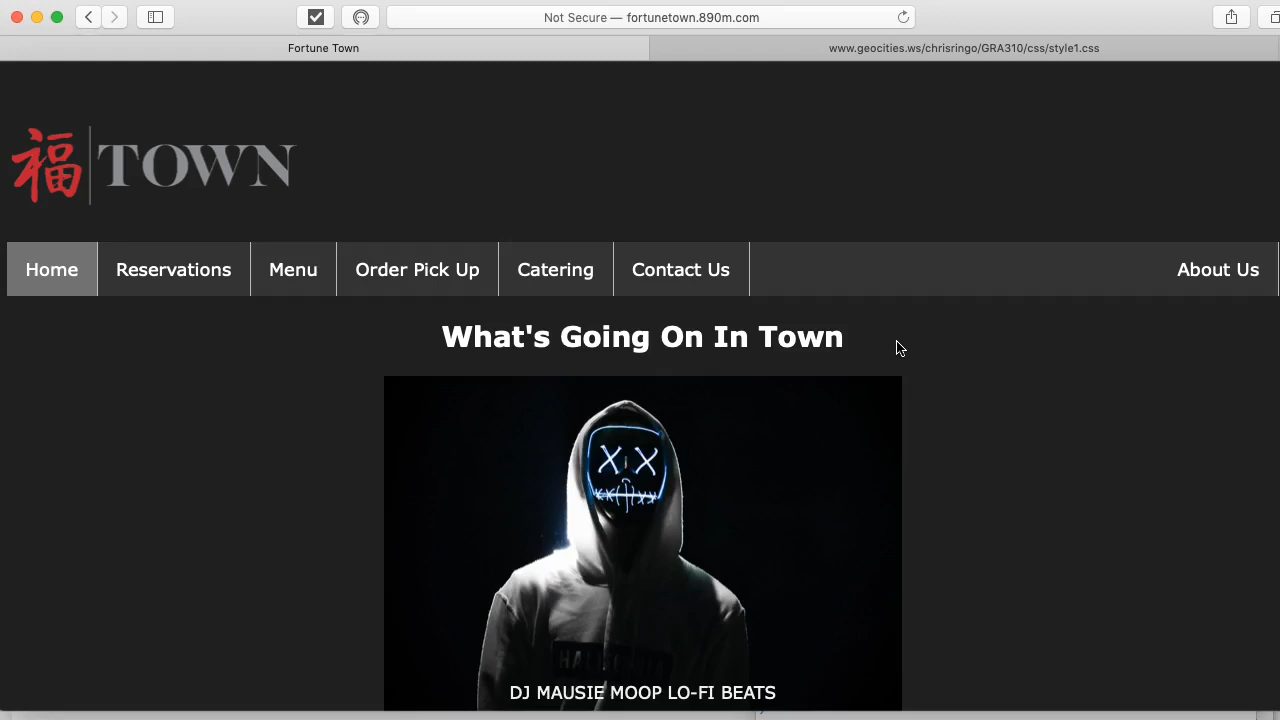 Not Secure — fortunetown.890m.com
Fortune Town
www.geocities.ws/chrisringo/GRA310/css/style1.css
福 TOWN
Home Reservations Menu Order Pick Up Catering Contact Us About Us
What's Going On In Town
DJ MAUSIE MOOP LO-FI BEATS